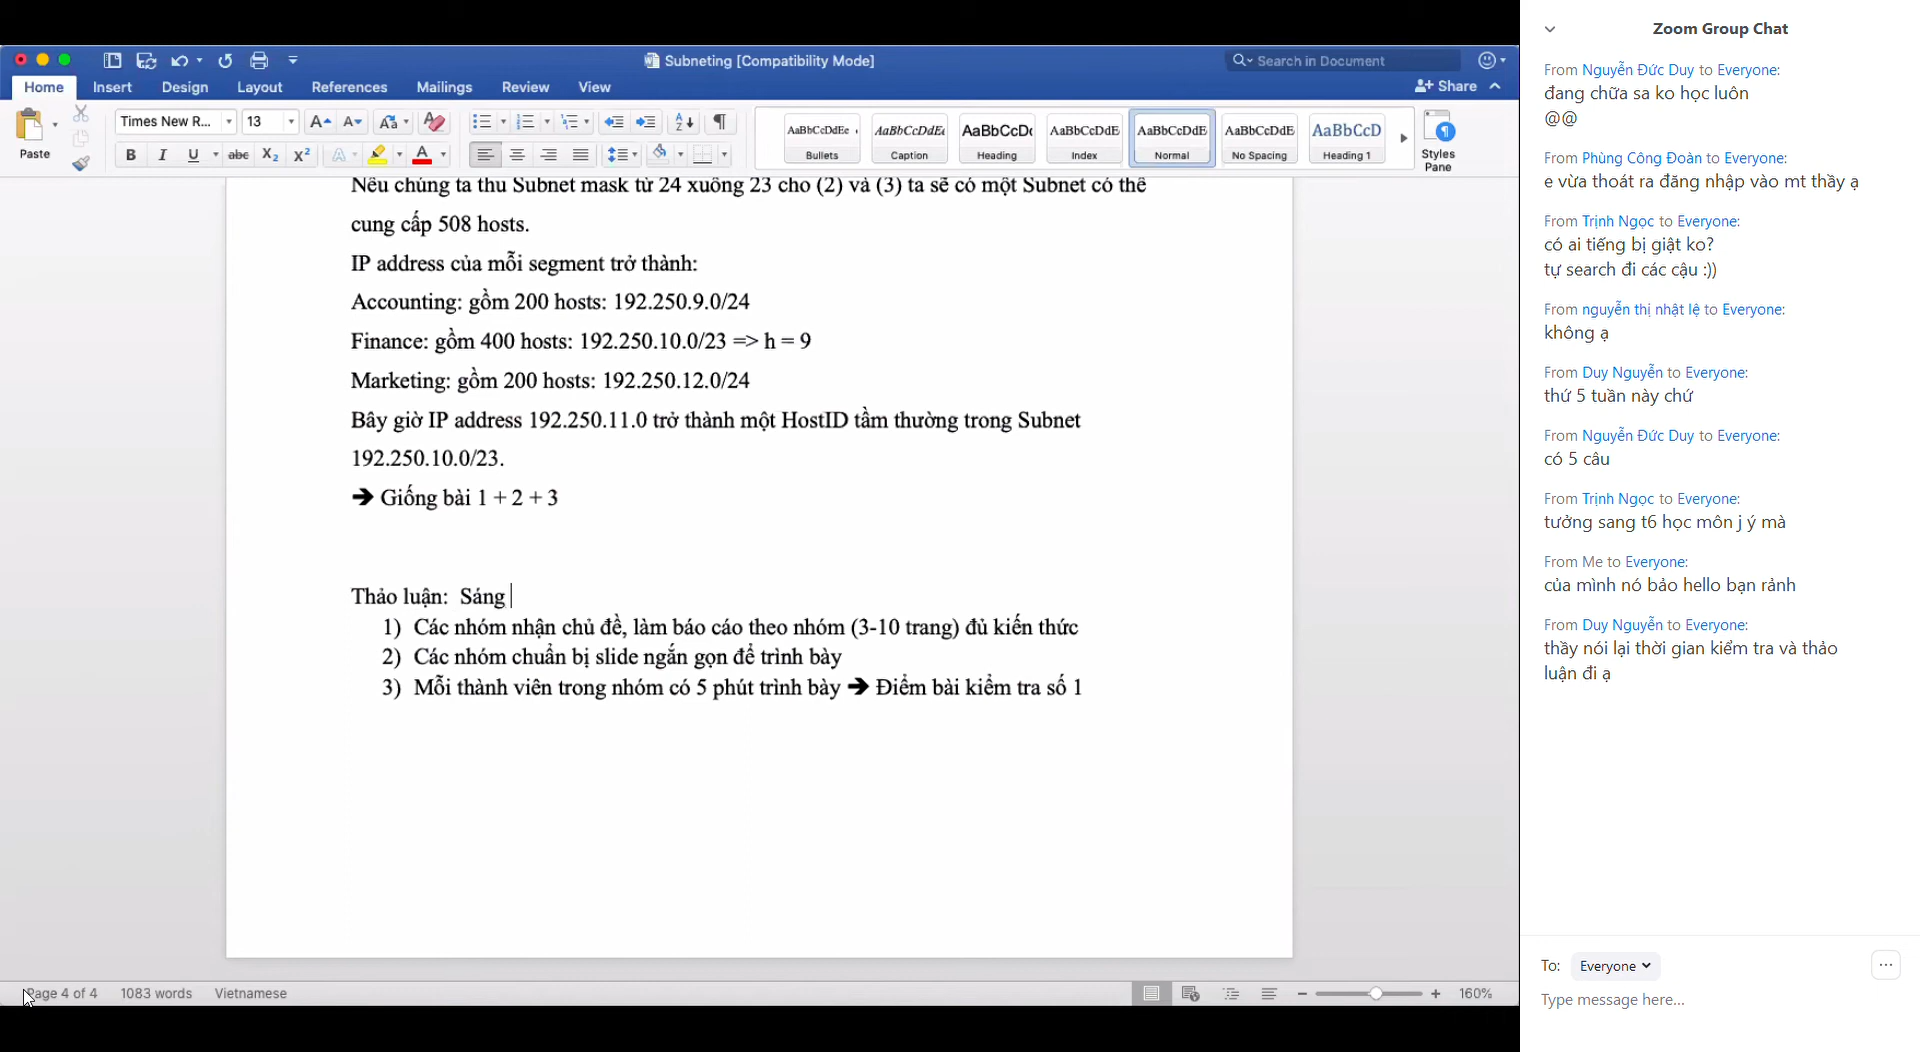 Subneting [Compatibility Mode]
Search in Document
Home Insert Design Layout References Mailings Review View
Share
Paste
Times New R...
13
AaBbCcDdEe
Bullets
AaBbCcDdEe
Caption
AaBbCcDc
Heading
AaBbCcDdE
Index
AaBbCcDdE
Normal
AaBbCcDdE
No Spacing
AaBbCcD
Heading 1
Styles
Pane
Nếu chúng ta thu Subnet mask từ 24 xuống 23 cho (2) và (3) ta sẽ có một Subnet có thể
cung cấp 508 hosts.
IP address của mỗi segment trở thành:
Accounting: gồm 200 hosts: 192.250.9.0/24
Finance: gồm 400 hosts: 192.250.10.0/23 => h = 9
Marketing: gồm 200 hosts: 192.250.12.0/24
Bây giờ IP address 192.250.11.0 trở thành một HostID tầm thường trong Subnet
192.250.10.0/23.
➔ Giống bài 1 + 2 + 3
Thảo luận: Sáng
1) Các nhóm nhận chủ đề, làm báo cáo theo nhóm (3-10 trang) đủ kiến thức
2) Các nhóm chuẩn bị slide ngắn gọn để trình bày
3) Mỗi thành viên trong nhóm có 5 phút trình bày ➔ Điểm bài kiểm tra số 1
Page 4 of 4 1083 words Vietnamese
160%
Zoom Group Chat
From Nguyễn Đức Duy to Everyone:
đang chữa sa ko học luôn
@@
From Phùng Công Đoàn to Everyone:
e vừa thoát ra đăng nhập vào mt thầy ạ
From Trịnh Ngọc to Everyone:
có ai tiếng bị giật ko?
tự search đi các cậu :))
From nguyễn thị nhật lệ to Everyone:
không ạ
From Duy Nguyễn to Everyone:
thứ 5 tuần này chứ
From Nguyễn Đức Duy to Everyone:
có 5 câu
From Trịnh Ngọc to Everyone:
tưởng sang t6 học môn j ý mà
From Me to Everyone:
của mình nó bảo hello bạn rảnh
From Duy Nguyễn to Everyone:
thầy nói lại thời gian kiểm tra và thảo
luận đi ạ
To: Everyone
Type message here...